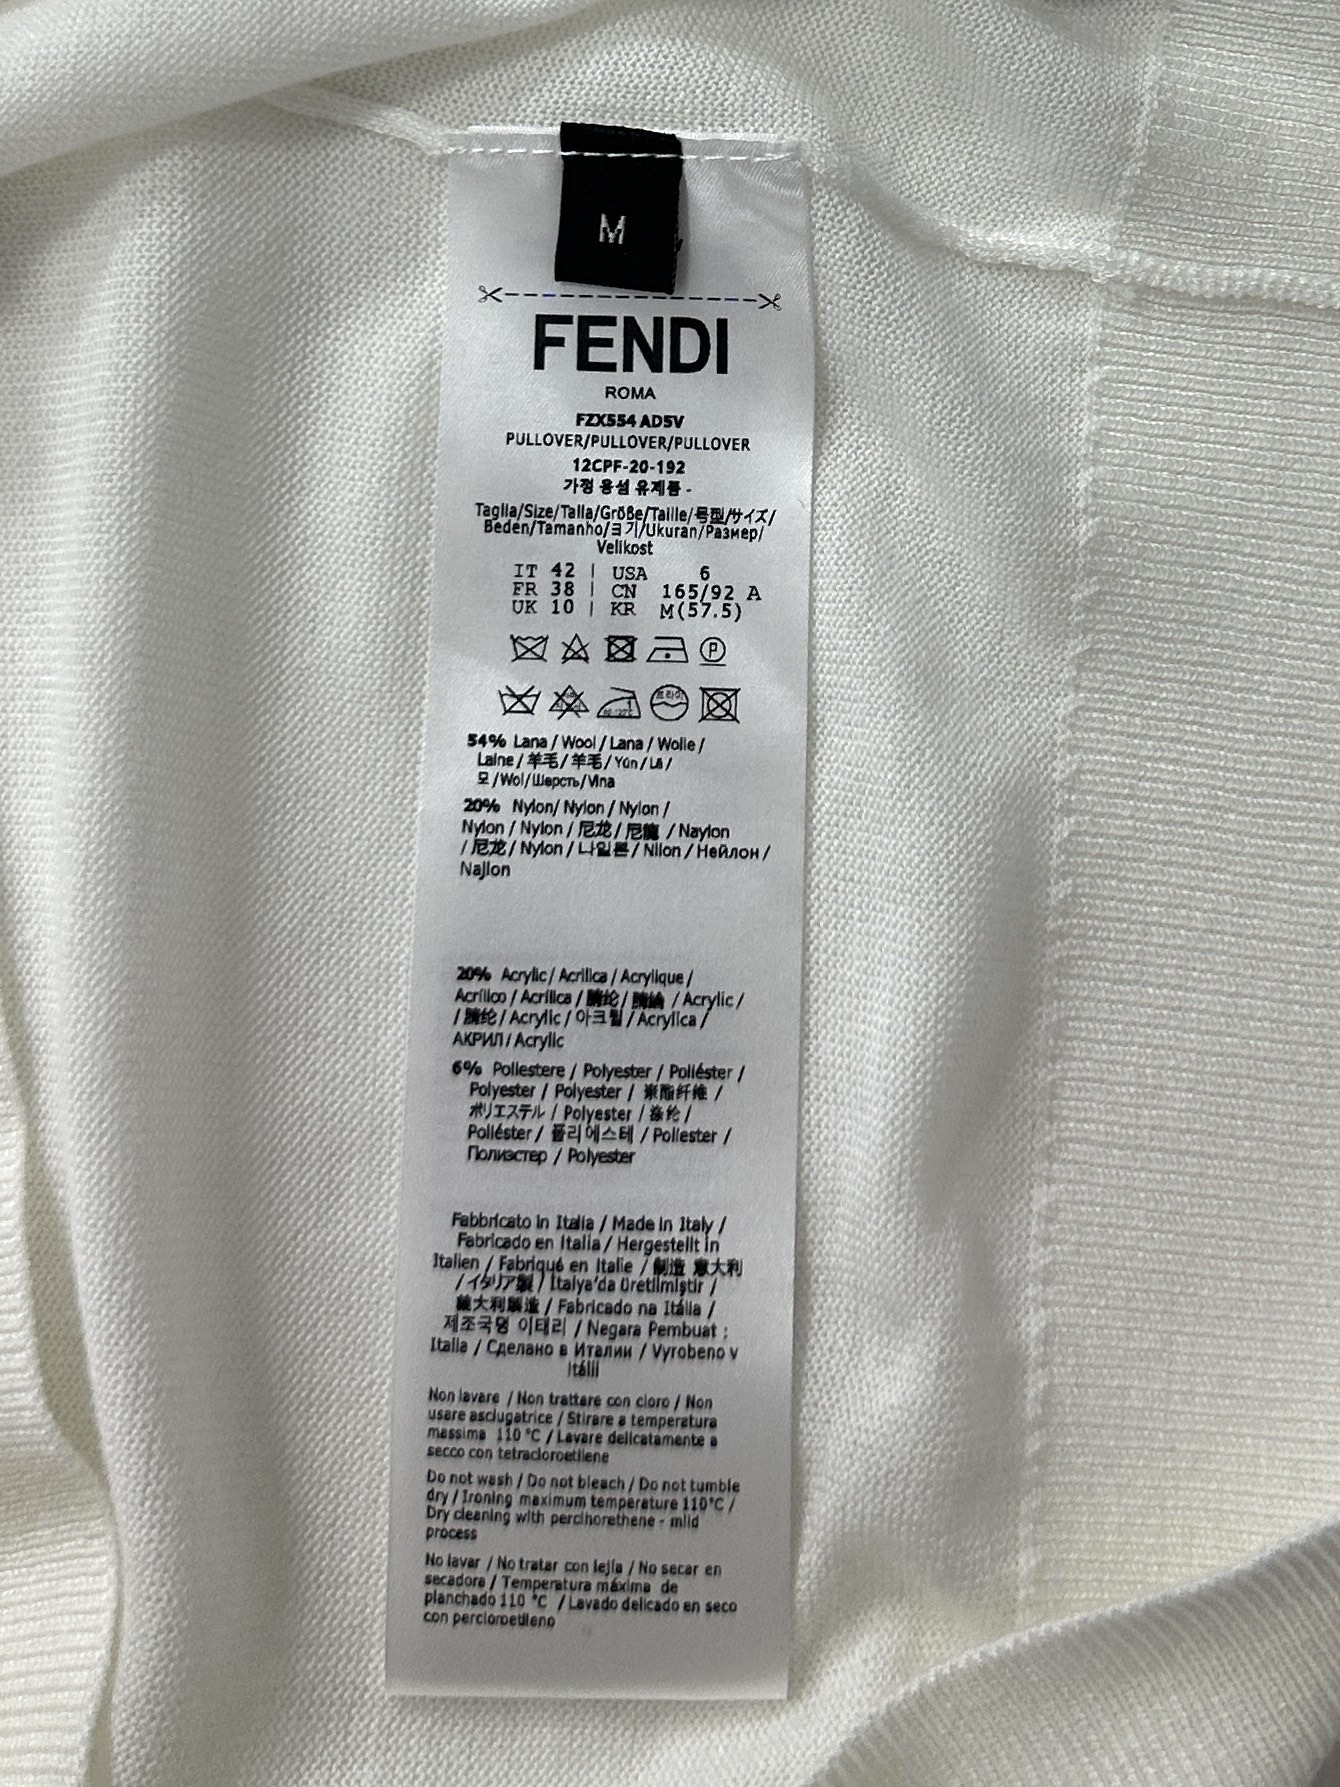 M
FENDI
ROMA
FZX554 AD5V
PULLOVER/PULLOVER/PULLOVER
12CPF-20-192
가정 용섬 유제품 -
Taglia/Size/Talla/Größe/Taille/号型/サイズ/
Beden/Tamanho/크기/Ukuran/Размер/
Velikost
IT 42 | USA 6
FR 38 | CN 165/92 A
UK 10 | KR M(57.5)
P
드라이
54% Lana / Wool / Lana / Wolle /
Laine / 羊毛 / 羊毛 / Yün / Lã /
모 / Wol / Шерсть / Vlna
20% Nylon/ Nylon / Nylon /
Nylon / Nylon / 尼龙 / 尼龍 / Naylon
/ 尼龙 / Nylon / 나일론 / Nilon / Нейлон /
Najlon
20% Acrylic / Acrilica / Acrylique /
Acrílico / Acrílica / 腈纶 / 腈綸 / Acrylic /
/ 腈纶 / Acrylic / 아크릴 / Acrylica /
АКРИЛ / Acrylic
6% Poliestere / Polyester / Poliéster /
Polyester / Polyester / 聚酯纤维 /
ポリエステル / Polyester / 涤纶 /
Poliéster / 폴리에스테 / Poliester /
Полиэстер / Polyester
Fabbricato in Italia / Made in Italy /
Fabricado en Italia / Hergestellt in
Italien / Fabriqué en Italie / 制造 意大利
/ イタリア製 / İtalya'da üretilmiştir /
義大利製造 / Fabricado na Itália /
제조국명 이태리 / Negara Pembuat :
Italia / Сделано в Италии / Vyrobeno v
Itálii
Non lavare / Non trattare con cloro / Non
usare asciugatrice / Stirare a temperatura
massima 110 °C / Lavare delicatamente a
secco con tetracloroetilene
Do not wash / Do not bleach / Do not tumble
dry / Ironing maximum temperature 110°C /
Dry cleaning with perclhorethene - mild
process
No lavar / No tratar con lejía / No secar en
secadora / Temperatura máxima de
planchado 110 °C / Lavado delicado en seco
con percloroetileno